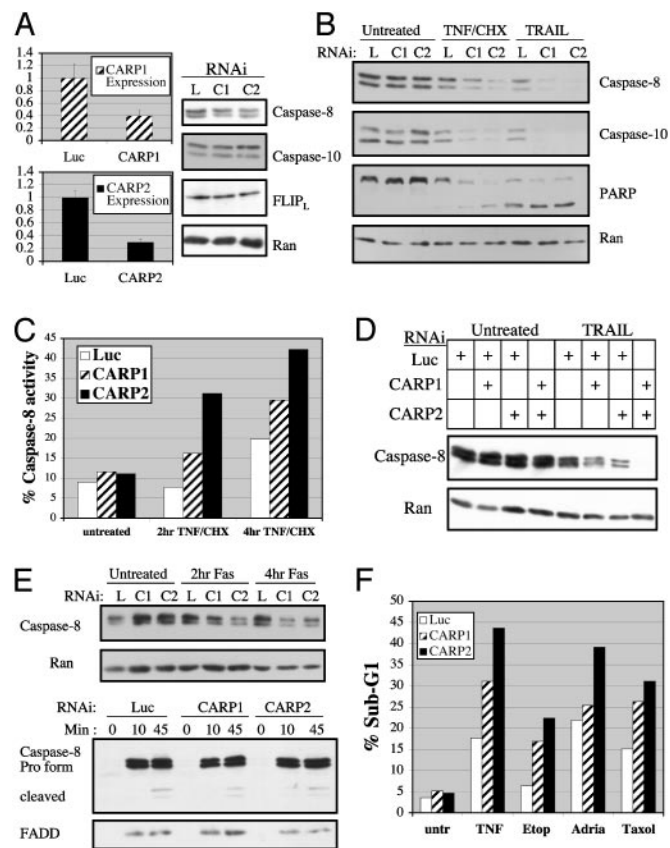 A
1.2
1
0.8
0.6
0.4
0.2
0
CARP1
Expression
Luc CARP1
1.2
1
0.8
0.6
0.4
0.2
0
CARP2
Expression
Luc CARP2
RNAi
L C1 C2
Caspase-8
Caspase-10
FLIPL
Ran
B
Untreated TNF/CHX TRAIL
RNAi: L C1 C2 L C1 C2 L C1 C2
Caspase-8
Caspase-10
PARP
Ran
C
% Caspase-8 activity
45
40
35
30
25
20
15
10
5
0
Luc
CARP1
CARP2
untreated 2hr TNF/CHX 4hr TNF/CHX
D
RNAi Untreated TRAIL
Luc + + + + + +
CARP1 + + + +
CARP2 + + + +
Caspase-8
Ran
E
Untreated 2hr Fas 4hr Fas
RNAi: L C1 C2 L C1 C2 L C1 C2
Caspase-8
Ran
RNAi: Luc CARP1 CARP2
Min : 0 10 45 0 10 45 0 10 45
Caspase-8
Pro form
cleaved
FADD
F
% Sub-G1
50
45
40
35
30
25
20
15
10
5
0
Luc
CARP1
CARP2
untr TNF Etop Adria Taxol